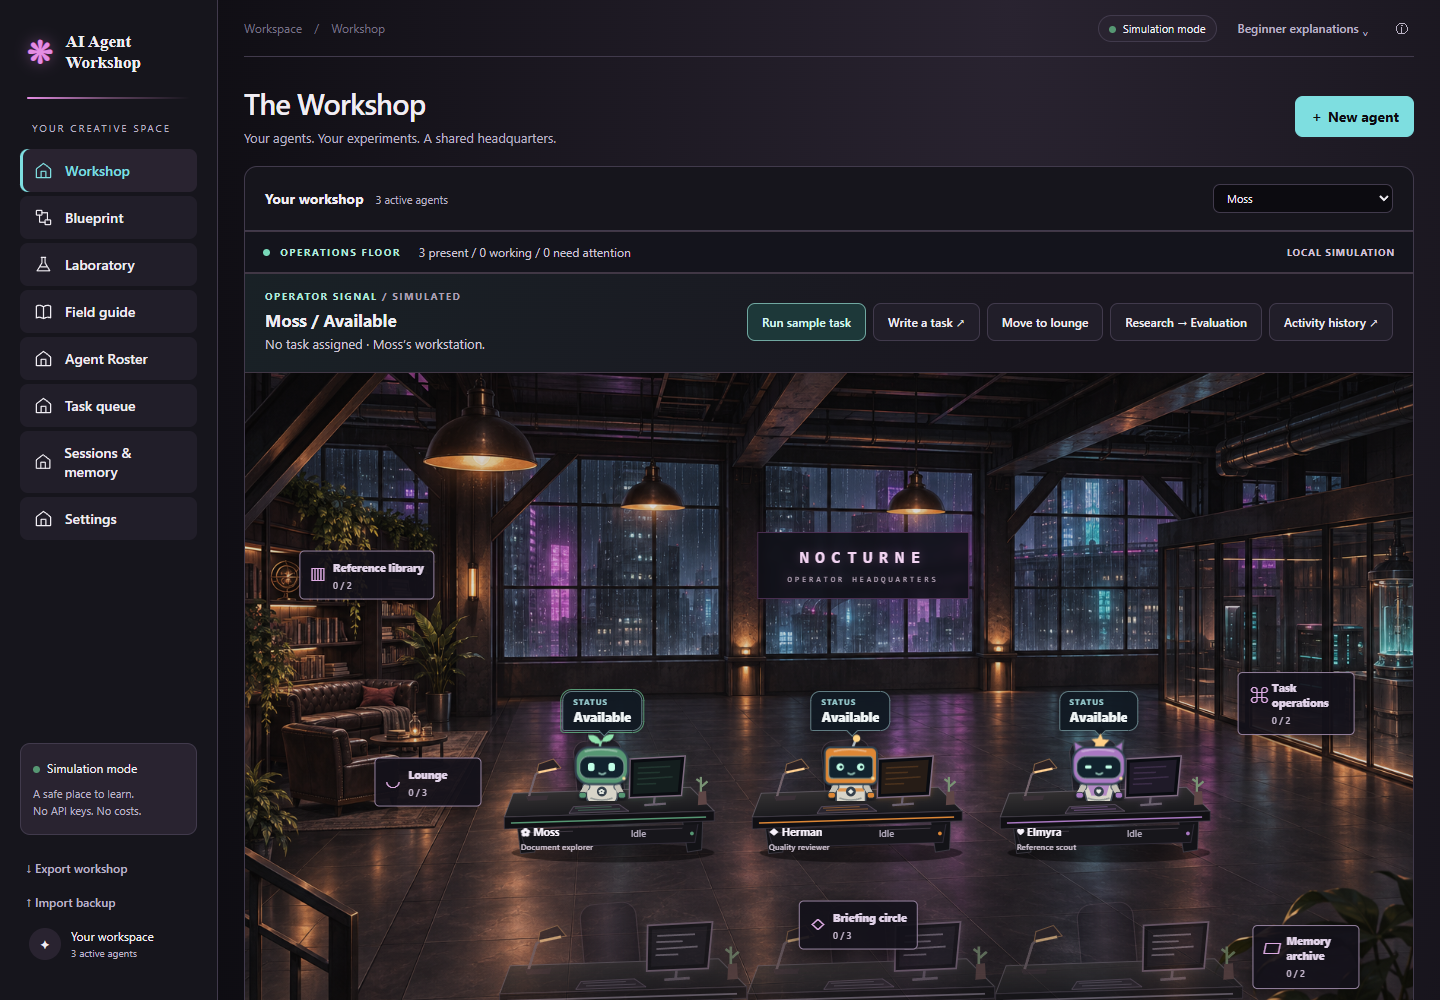 AI Agent
Workshop
YOUR CREATIVE SPACE
Workshop
Blueprint
Laboratory
Field guide
Agent Roster
Task queue
Sessions &
memory
Settings
Simulation mode
A safe place to learn.
No API keys. No costs.
↓ Export workshop
↑ Import backup
Your workspace
3 active agents
Workspace / Workshop
Simulation mode
Beginner explanations
The Workshop
Your agents. Your experiments. A shared headquarters.
+ New agent
Your workshop 3 active agents
Moss
OPERATIONS FLOOR 3 present / 0 working / 0 need attention
LOCAL SIMULATION
OPERATOR SIGNAL / SIMULATED
Moss / Available
No task assigned · Moss's workstation.
Run sample task
Write a task ↗
Move to lounge
Research → Evaluation
Activity history ↗
NOCTURNE
OPERATOR HEADQUARTERS
Reference library
0/2
Task
operations
0/2
STATUS
Available
STATUS
Available
STATUS
Available
Lounge
0/3
Moss Idle
Document explorer
Herman Idle
Quality reviewer
Elmyra Idle
Reference scout
Briefing circle
0/3
Memory
archive
0/2